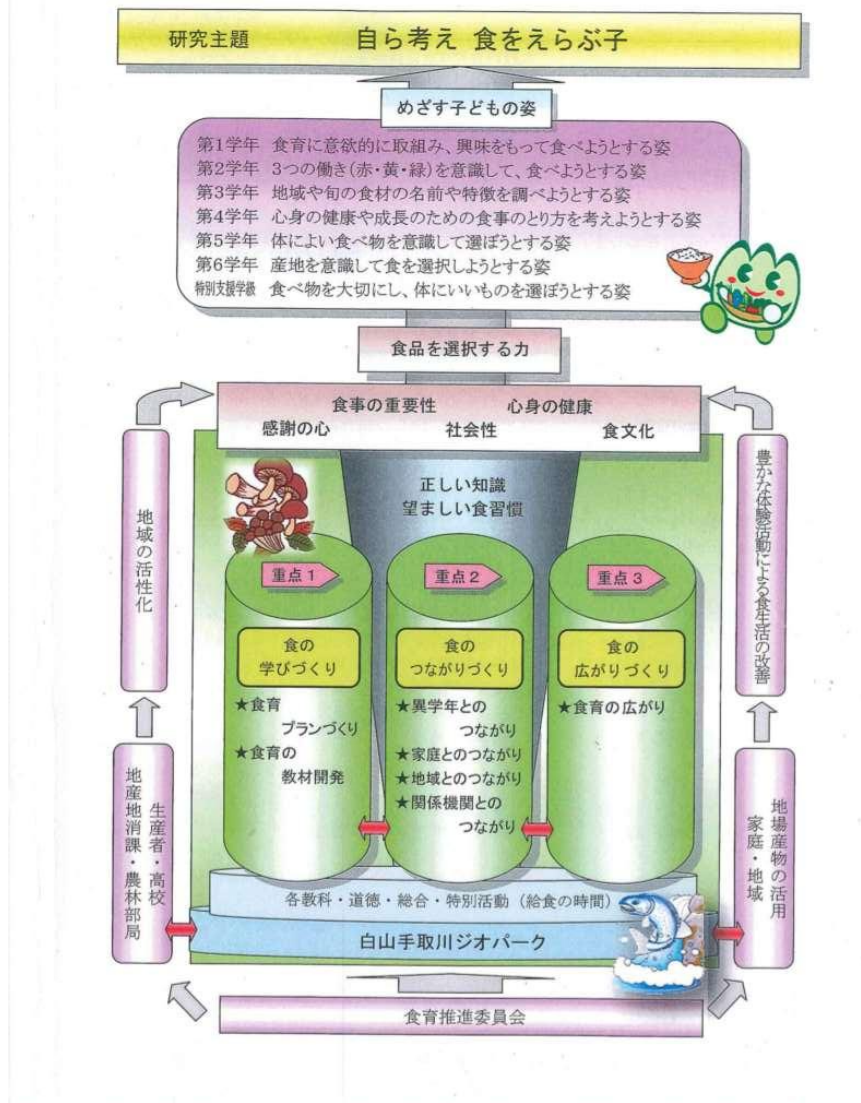 研究主題　自ら考え 食をえらぶ子
めざす子どもの姿
第1学年 食育に意欲的に取組み、興味をもって食べようとする姿
第2学年 3つの働き(赤・黄・緑)を意識して、食べようとする姿
第3学年 地域や旬の食材の名前や特徴を調べようとする姿
第4学年 心身の健康や成長のための食事のとり方を考えようとする姿
第5学年 体によい食べ物を意識して選ぼうとする姿
第6学年 産地を意識して食を選択しようとする姿
特別支援学級 食べ物を大切にし、体にいいものを選ぼうとする姿
食品を選択する力
食事の重要性　心身の健康
感謝の心　社会性　食文化
正しい知識
望ましい食習慣
地域の活性化
豊かな体験活動による食生活の改善
重点1
食の
学びづくり
★食育
プランづくり
★食育の
教材開発
重点2
食の
つながりづくり
★異学年との
つながり
★家庭とのつながり
★地域とのつながり
★関係機関との
つながり
重点3
食の
広がりづくり
★食育の広がり
生産者・高校
地産地消課・農林部局
地場産物の活用
家庭・地域
各教科・道徳・総合・特別活動（給食の時間）
白山手取川ジオパーク
食育推進委員会